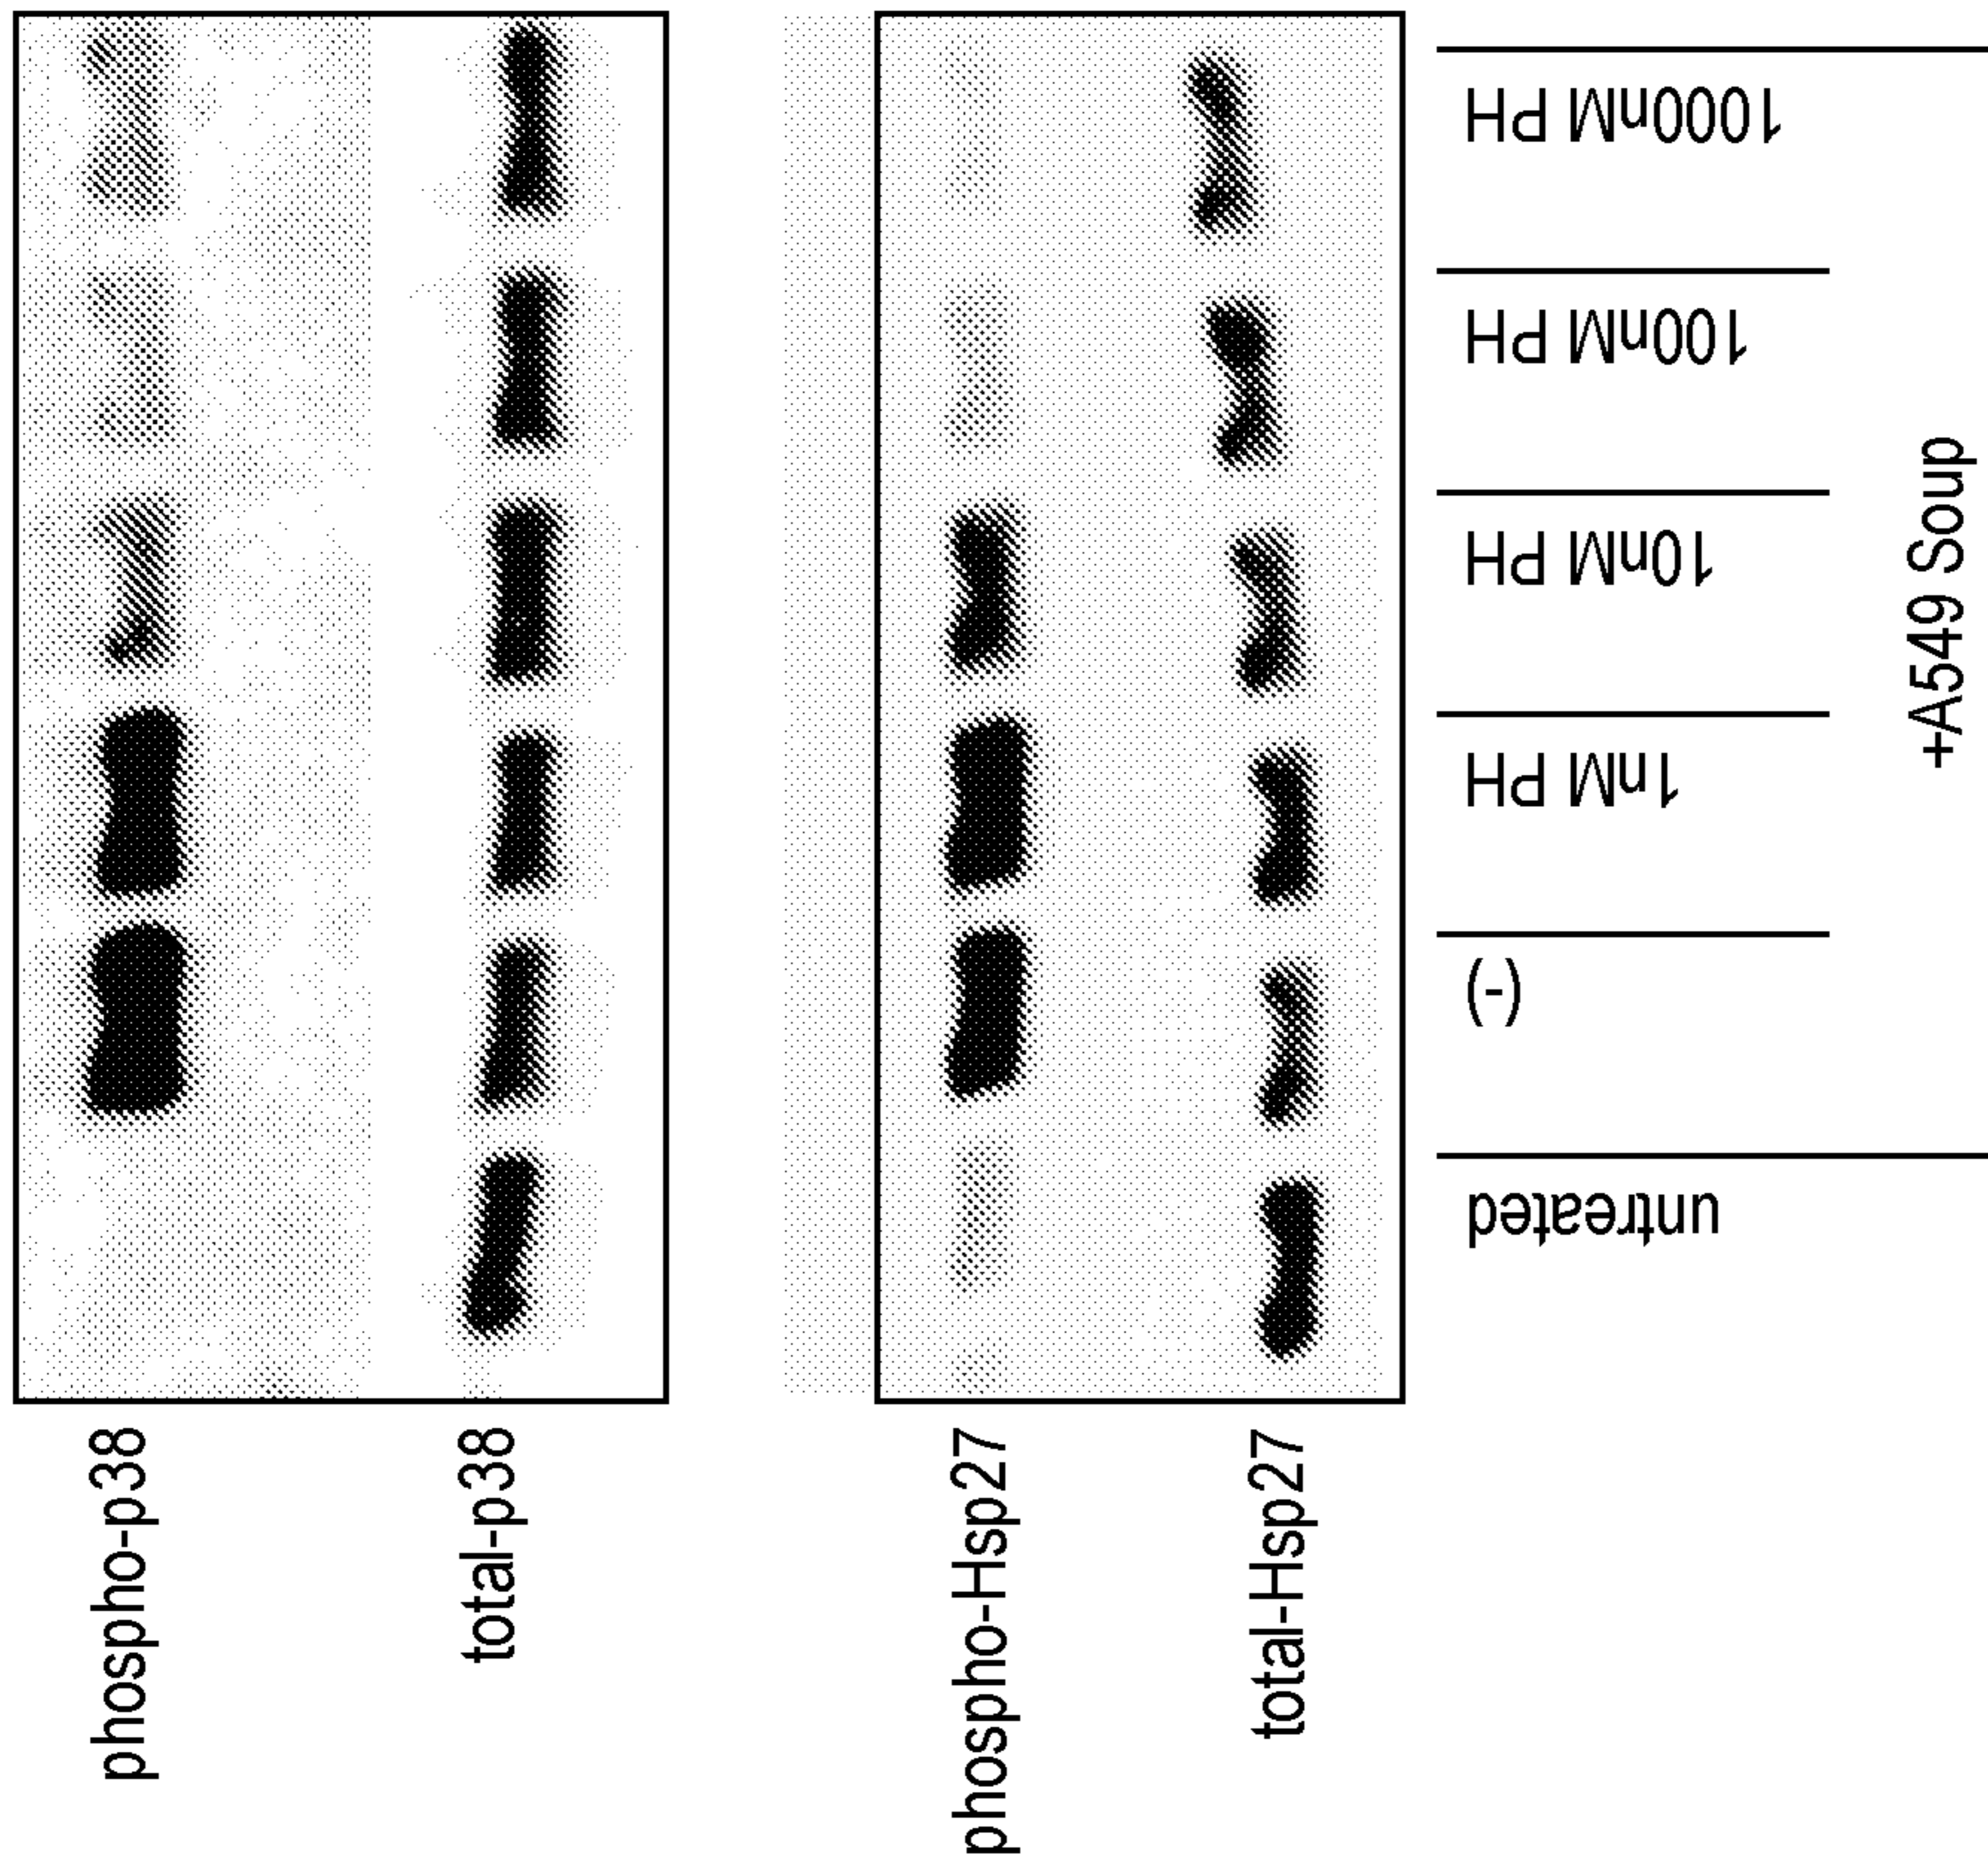 phospho-p38
total-p38
phospho-Hsp27
total-Hsp27
untreated
(-)
1nM PH
10nM PH
100nM PH
1000nM PH
+A549 Soup